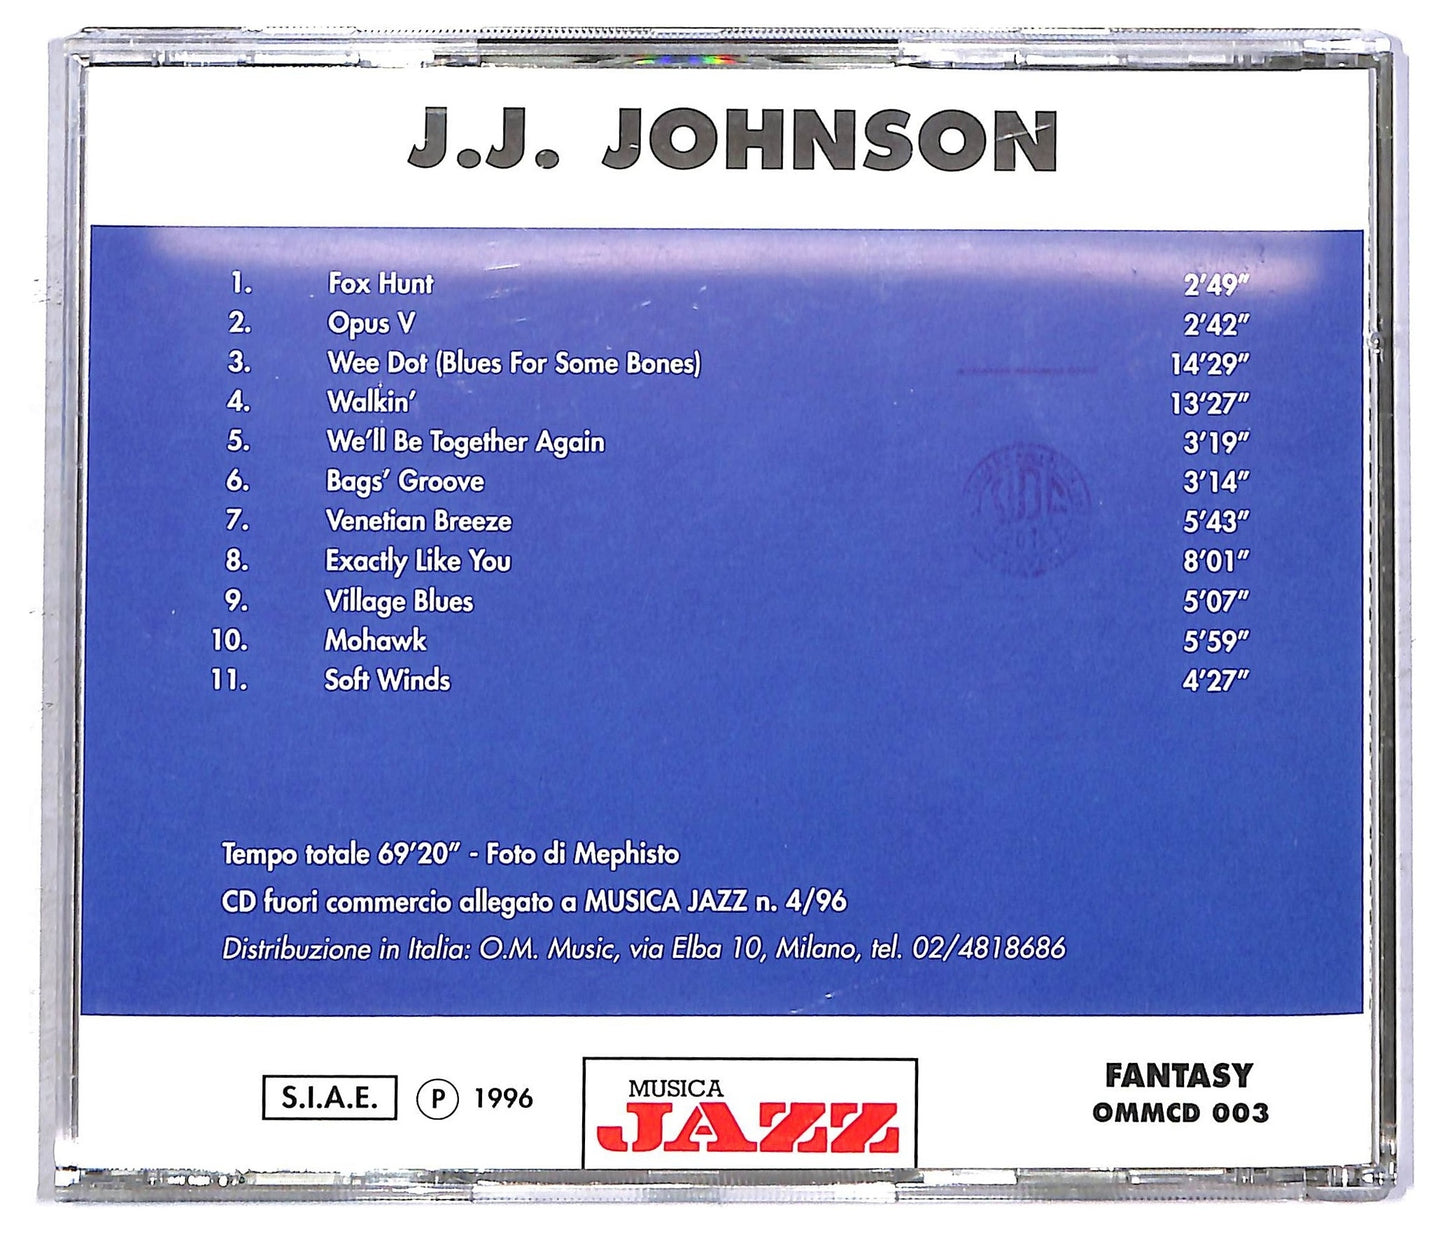 J.J. JOHNSON
1. Fox Hunt 2'49"
2. Opus V 2'42"
3. Wee Dot (Blues For Some Bones) 14'29"
4. Walkin' 13'27"
5. We'll Be Together Again 3'19"
6. Bags' Groove 3'14"
7. Venetian Breeze 5'43"
8. Exactly Like You 8'01"
9. Village Blues 5'07"
10. Mohawk 5'59"
11. Soft Winds 4'27"
Tempo totale 69'20" - Foto di Mephisto
CD fuori commercio allegato a MUSICA JAZZ n. 4/96
Distribuzione in Italia: O.M. Music, via Elba 10, Milano, tel. 02/4818686
S.I.A.E. P 1996
MUSICA
JAZZ
FANTASY
OMMCD 003